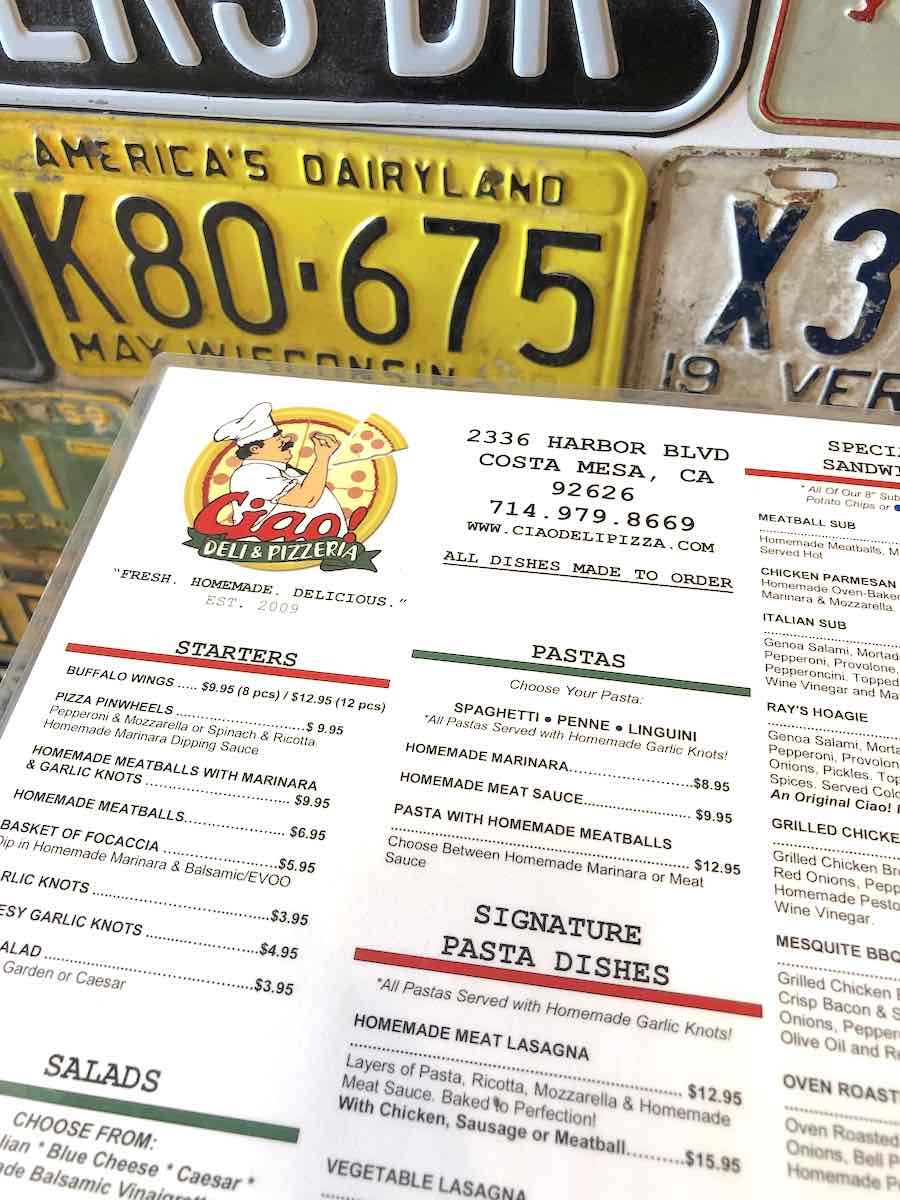 AMERICA'S DAIRYLAND
K80·675
MAY WISCONSIN
X3
19
Ciao!
DELI & PIZZERIA
"FRESH. HOMEMADE. DELICIOUS."
EST. 2009
2336 HARBOR BLVD
COSTA MESA, CA
92626
714.979.8669
WWW.CIAODELIPIZZA.COM
ALL DISHES MADE TO ORDER
STARTERS
BUFFALO WINGS ..... $9.95 (8 pcs) / $12.95 (12 pcs)
PIZZA PINWHEELS ..............................$ 9.95
Pepperoni & Mozzarella or Spinach & Ricotta
Homemade Marinara Dipping Sauce
HOMEMADE MEATBALLS WITH MARINARA
& GARLIC KNOTS ................................ $9.95
HOMEMADE MEATBALLS....................... $6.95
BASKET OF FOCACCIA ..........................$5.95
Dip in Homemade Marinara & Balsamic/EVOO
KNOTS ........................................$3.95
GARLIC KNOTS .........................$4.95
............................................$3.95
Garden or Caesar
SALADS
CHOOSE FROM:
* Blue Cheese * Caesar *
Balsamic
PASTAS
Choose Your Pasta:
SPAGHETTI ● PENNE ● LINGUINI
*All Pastas Served with Homemade Garlic Knots!
HOMEMADE MARINARA...........................$8.95
HOMEMADE MEAT SAUCE........................ $9.95
PASTA WITH HOMEMADE MEATBALLS
................................................................ $12.95
Choose Between Homemade Marinara or Meat
Sauce
SIGNATURE
PASTA DISHES
*All Pastas Served with Homemade Garlic Knots!
HOMEMADE MEAT LASAGNA
................................................................ $12.95
Layers of Pasta, Ricotta, Mozzarella & Homemade
Meat Sauce. Baked to Perfection!
With Chicken, Sausage or Meatball..........$15.95
VEGETABLE LASAGNA
* All Of Our 8" Sub
Potato Chips or
MEATBALL SUB
Homemade Meatballs,
Served Hot
CHICKEN PARMESAN
Homemade Oven-Baked
Marinara & Mozzarella.
ITALIAN SUB
Genoa Salami,
Pepperoni, Provolone,
Pepperoncini. Topped
Wine Vinegar and
RAY'S HOAGIE
Genoa Salami,
Pepperoni,
Onions, Pickles.
Spices. Served
An Original Ciao!
GRILLED
Grilled Chicken
Red Onions,
Homemade Pesto
Wine Vinegar.
MESQUITE BBQ
Grilled Chicken
Crisp Bacon &
Onions,
Olive Oil and
OVEN
Oven Roasted
Onions, Bell
Homemade